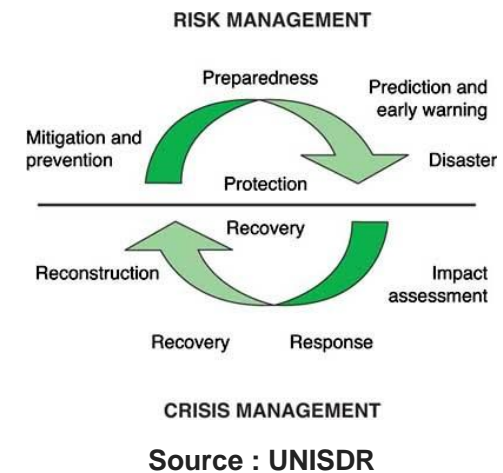 RISK MANAGEMENT
Preparedness
Prediction and
early warning
Mitigation and
prevention
Disaster
Protection
Recovery
Reconstruction
Impact
assessment
Recovery
Response
CRISIS MANAGEMENT
Source : UNISDR